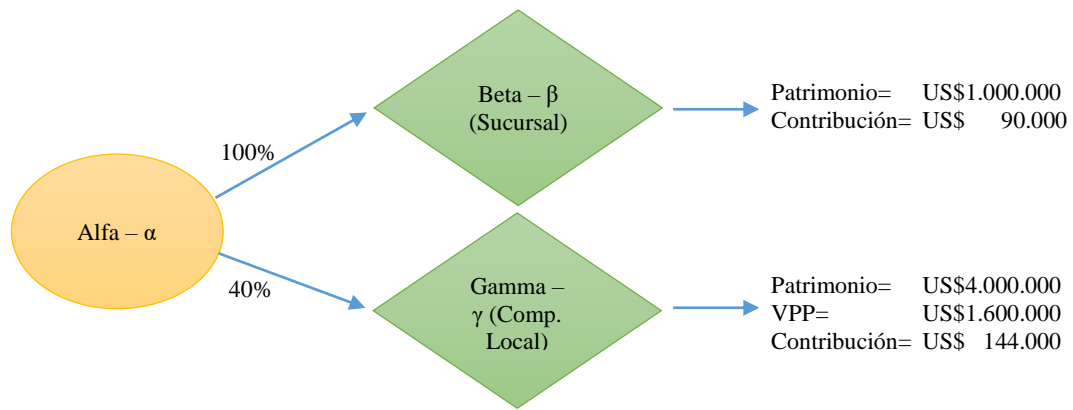 Beta – β
(Sucursal)
Patrimonio= US$1.000.000
Contribución= US$ 90.000
100%
Alfa – α
40%
Gamma –
γ (Comp.
Local)
Patrimonio= US$4.000.000
VPP= US$1.600.000
Contribución= US$ 144.000